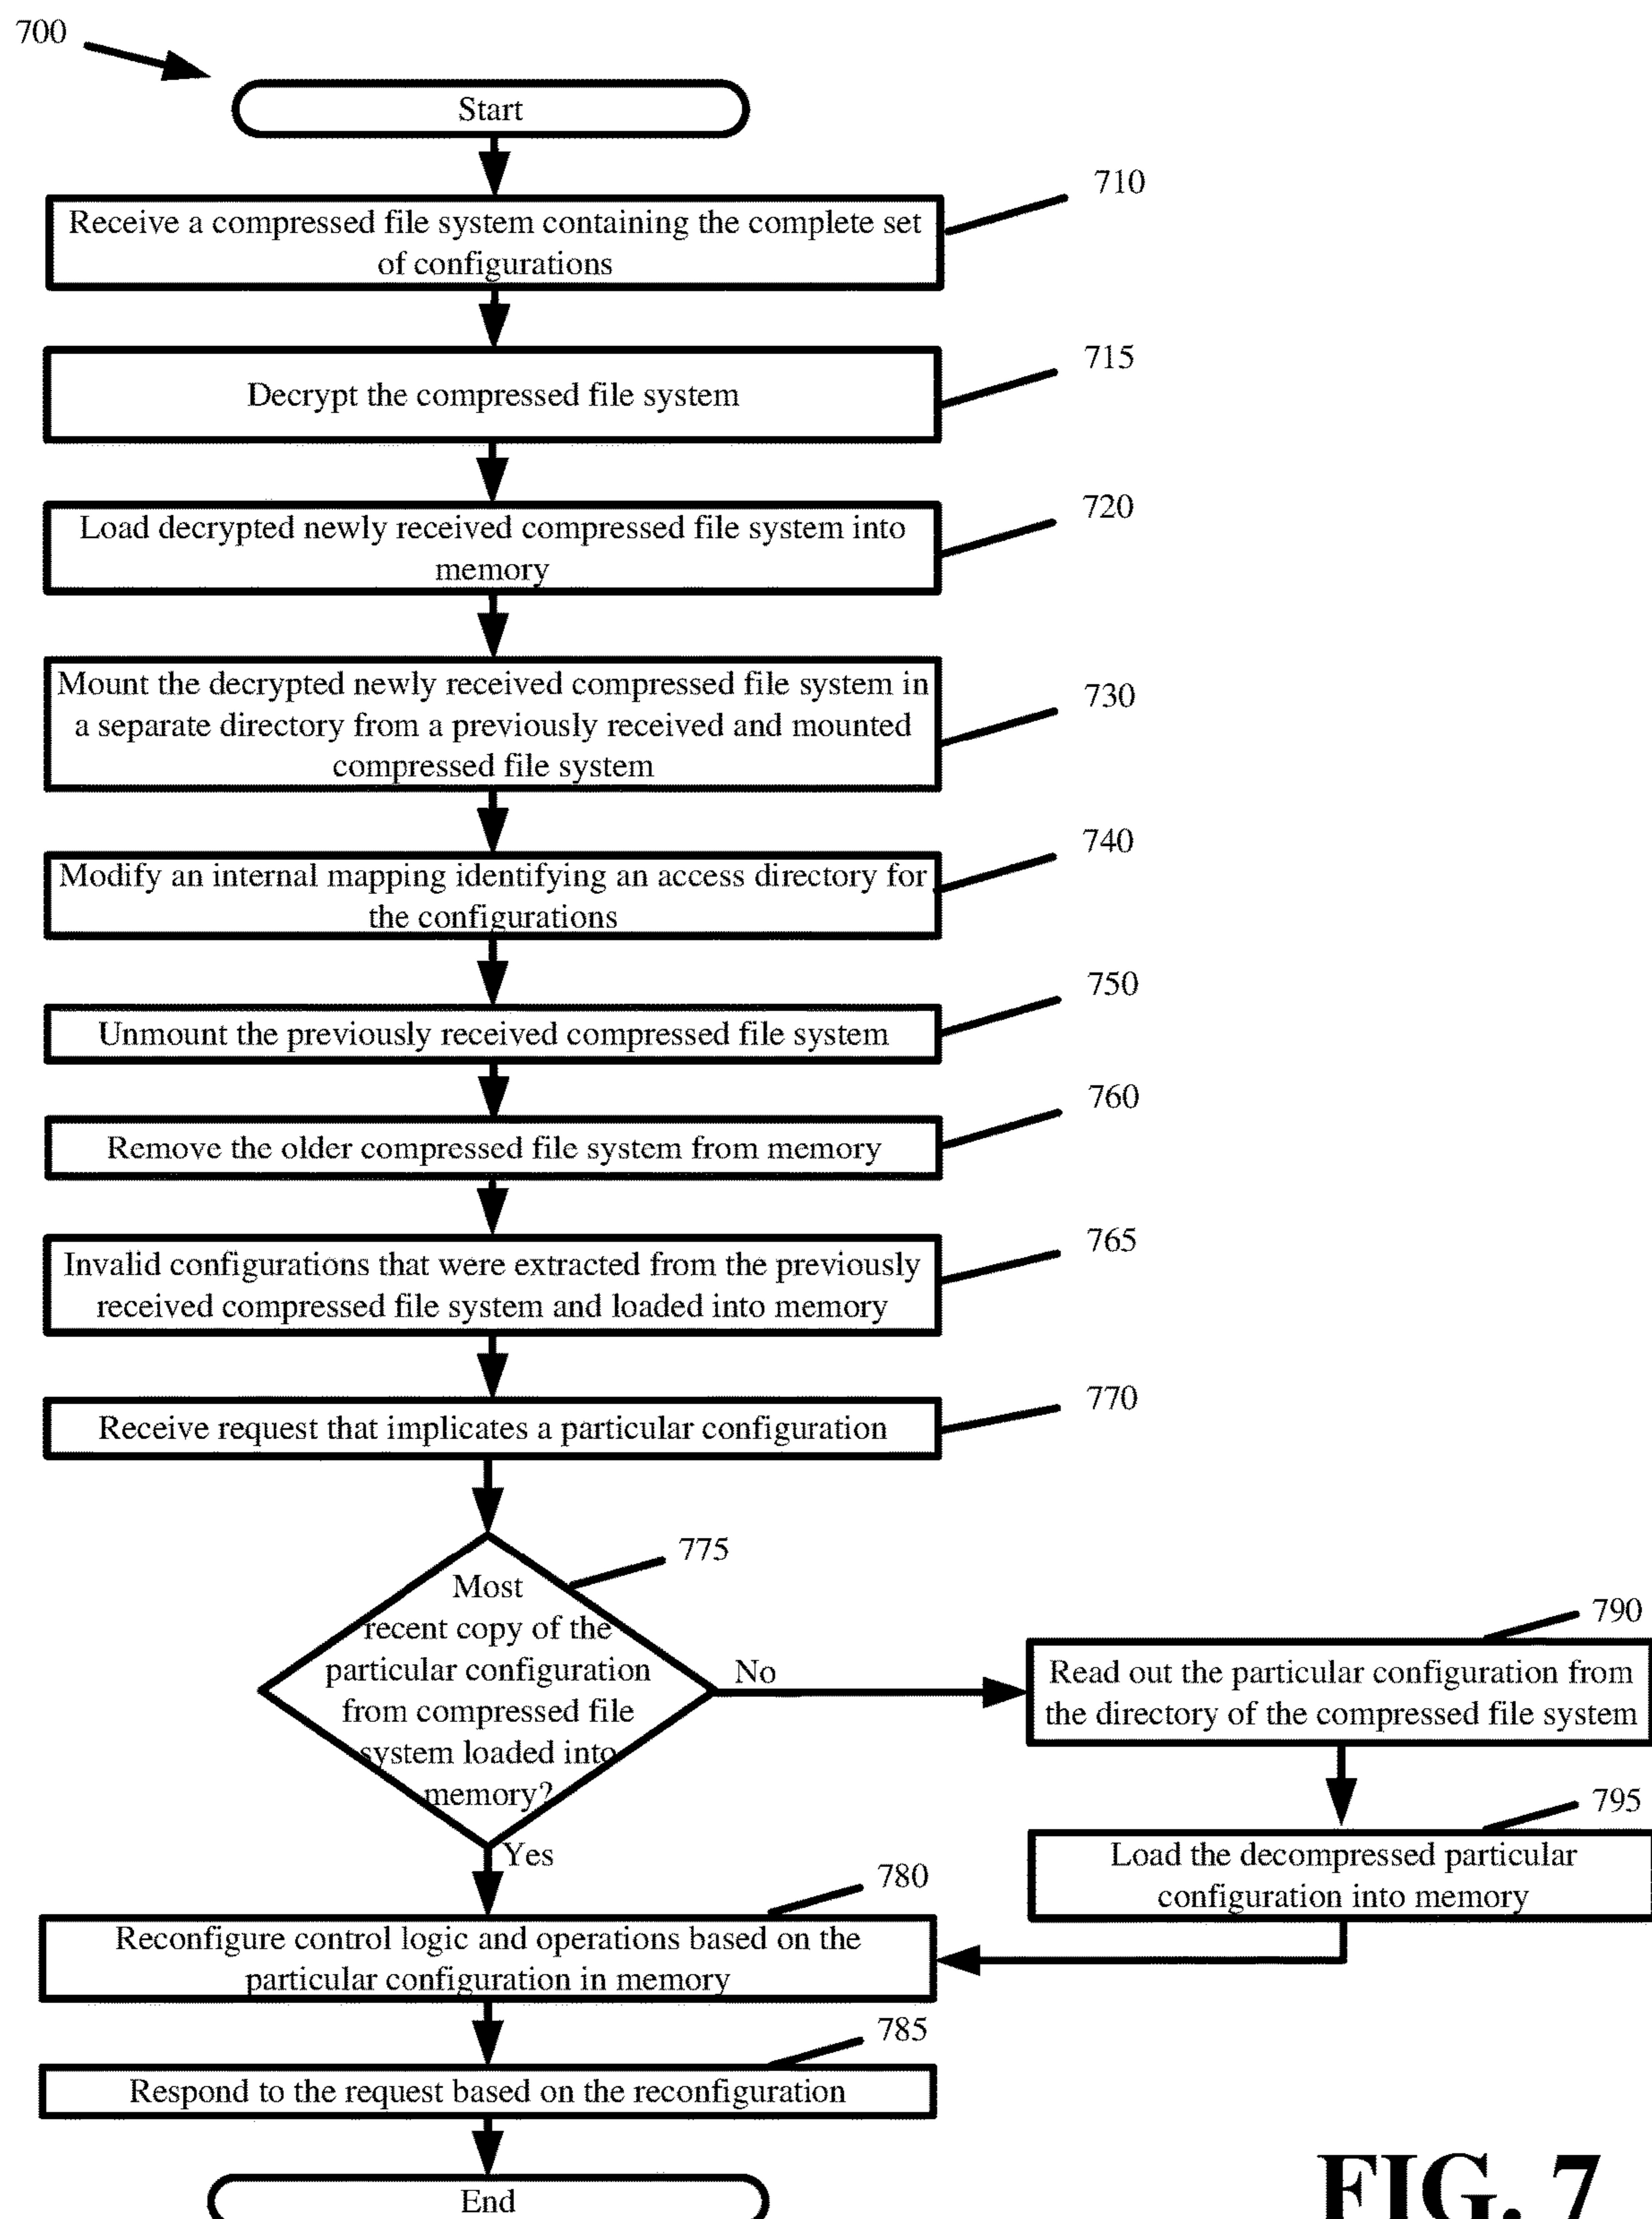 700
Start
710
Receive a compressed file system containing the complete set
of configurations
715
Decrypt the compressed file system
720
Load decrypted newly received compressed file system into
memory
730
Mount the decrypted newly received compressed file system in
a separate directory from a previously received and mounted
compressed file system
740
Modify an internal mapping identifying an access directory for
the configurations
750
Unmount the previously received compressed file system
760
Remove the older compressed file system from memory
765
Invalid configurations that were extracted from the previously
received compressed file system and loaded into memory
770
Receive request that implicates a particular configuration
775
Most
recent copy of the
particular configuration
from compressed file
system loaded into
memory?
No
790
Read out the particular configuration from
the directory of the compressed file system
795
Load the decompressed particular
configuration into memory
Yes
780
Reconfigure control logic and operations based on the
particular configuration in memory
785
Respond to the request based on the reconfiguration
End
FIG. 7